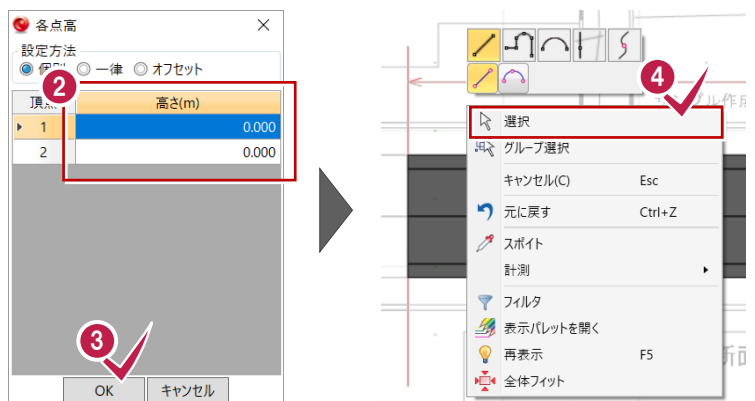 各点高
設定方法
個別 一律 オフセット
2
頂点 高さ(m)
1 0.000
2 0.000
3
OK キャンセル
4
選択
グループ選択
キャンセル(C) Esc
元に戻す Ctrl+Z
スポイト
計測
フィルタ
表示パレットを開く
再表示 F5
全体フィット